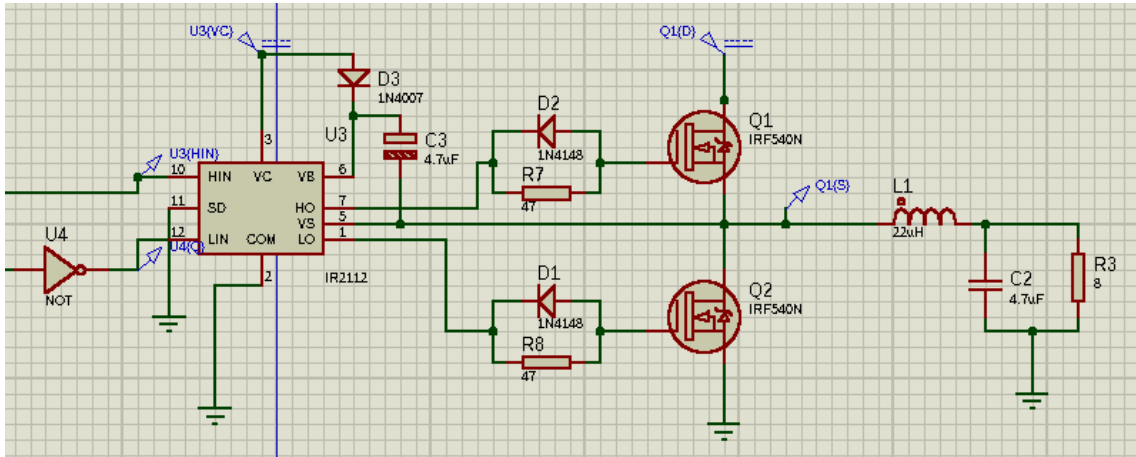 U3(VC)
Q1(D)
D3
1N4007
U3
3
C3
4.7uF
D2
1N4148
Q1
IRF540N
U3(HIN)
10
HIN
VC
VB
6
R7
47
11
SD
HO
7
VS
5
Q1(S)
L1
22uH
U4
12
LIN
COM
LO
1
U4(Q)
NOT
2
IR2112
D1
1N4148
Q2
IRF540N
C2
4.7uF
R3
8
R8
47